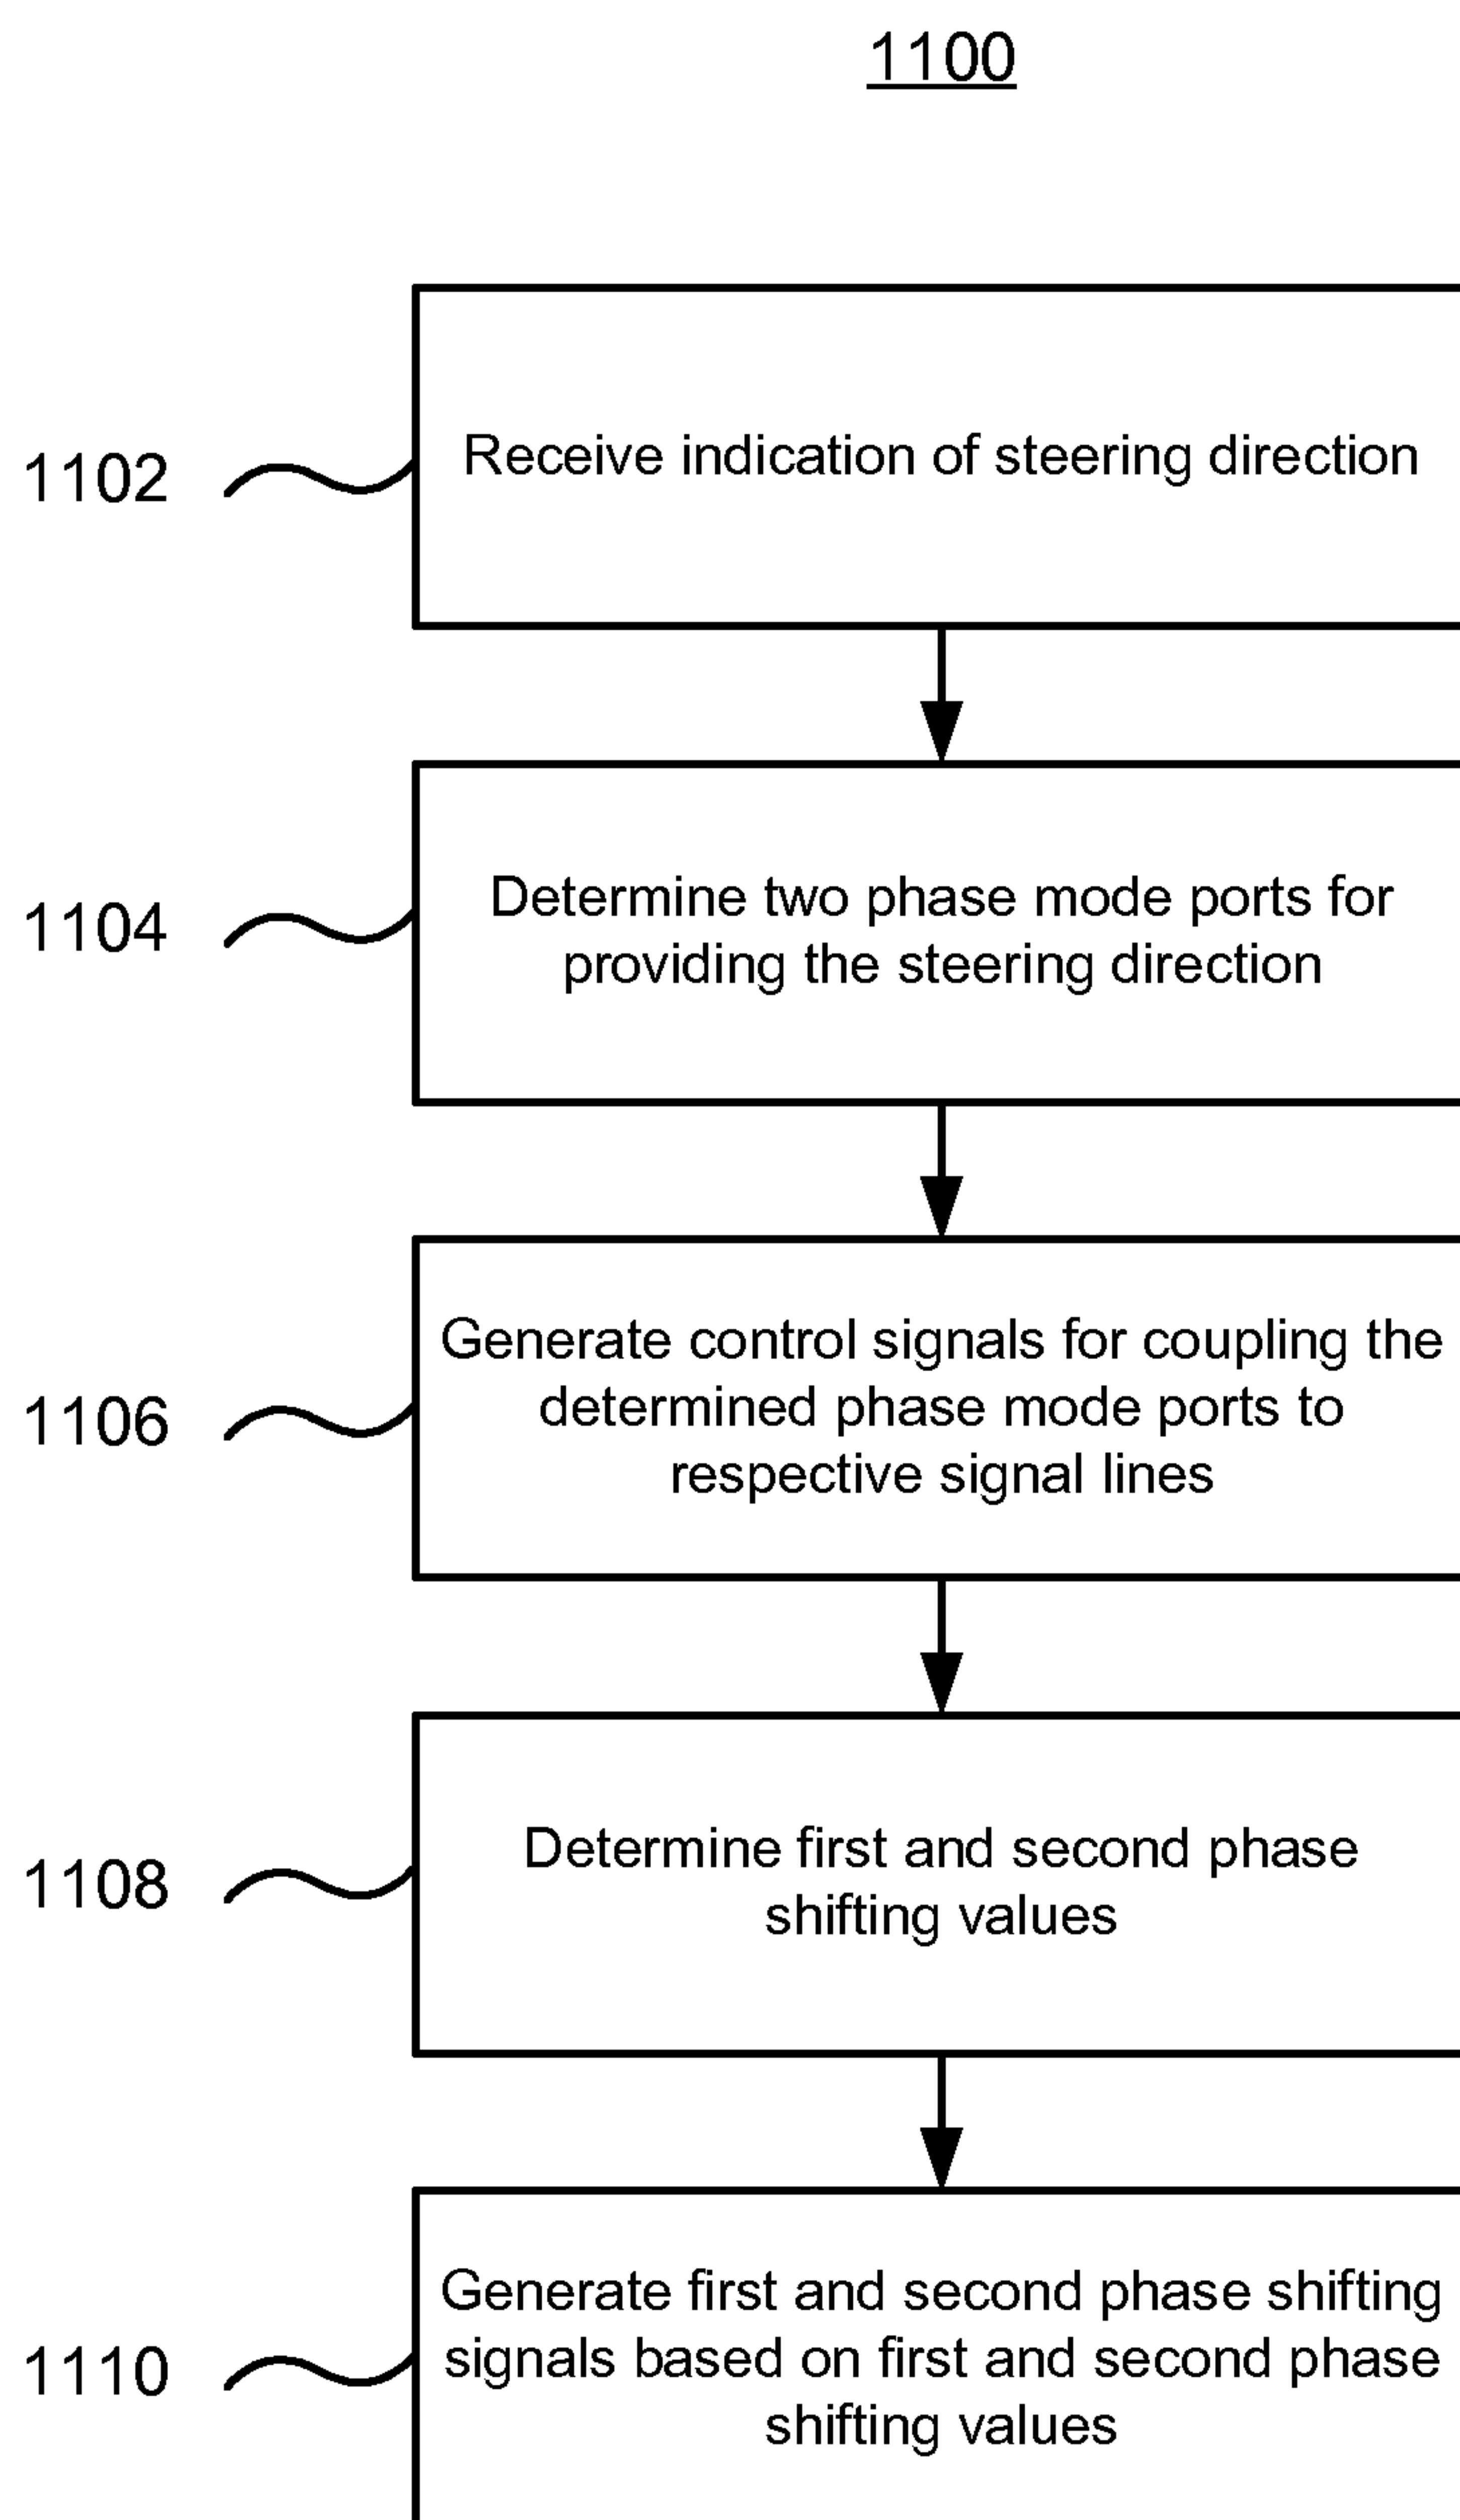 1100
1102
Receive indication of steering direction
1104
Determine two phase mode ports for
providing the steering direction
1106
Generate control signals for coupling the
determined phase mode ports to
respective signal lines
1108
Determine first and second phase
shifting values
1110
Generate first and second phase shifting
signals based on first and second phase
shifting values